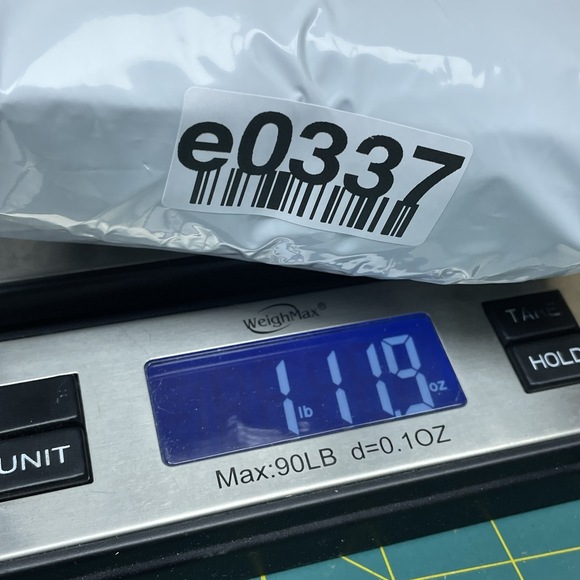 e0337
WeighMax®
1 lb 11.9 oz
TARE
HOLD
UNIT
Max:90LB d=0.1OZ